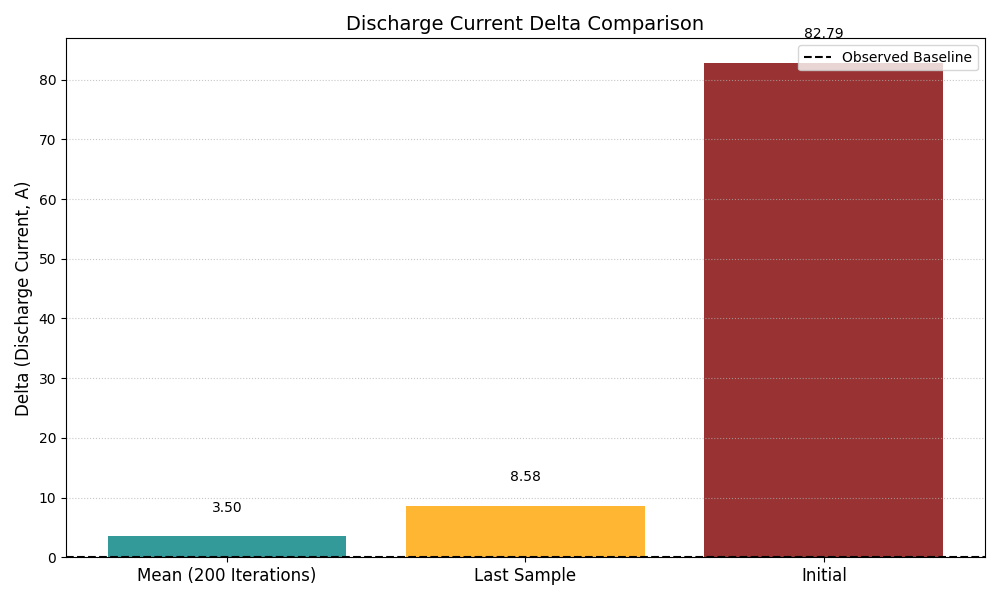 Discharge Current Delta Comparison
82.79
Observed Baseline
Delta (Discharge Current, A)
80
70
60
50
40
30
20
10
0
8.58
3.50
Mean (200 Iterations)
Last Sample
Initial